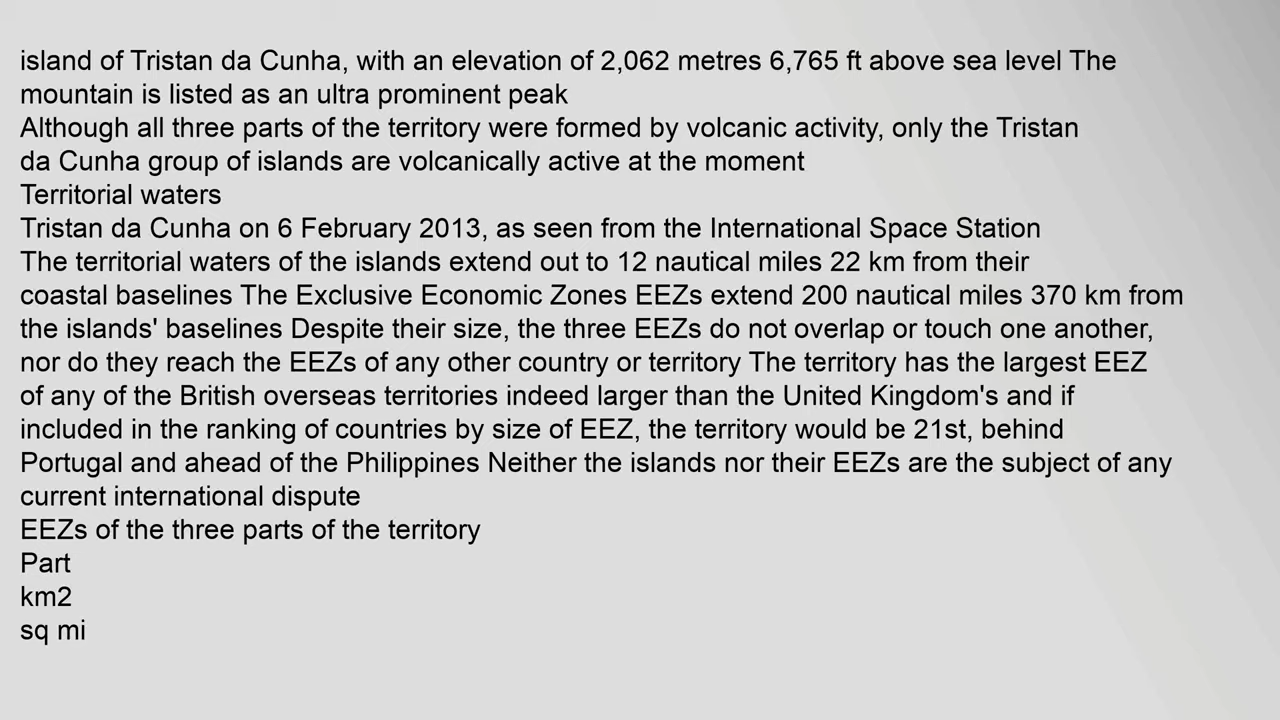 island of Tristan da Cunha, with an elevation of 2,062 metres 6,765 ft above sea level The
mountain is listed as an ultra prominent peak
Although all three parts of the territory were formed by volcanic activity, only the Tristan
da Cunha group of islands are volcanically active at the moment
Territorial waters
Tristan da Cunha on 6 February 2013, as seen from the International Space Station
The territorial waters of the islands extend out to 12 nautical miles 22 km from their
coastal baselines The Exclusive Economic Zones EEZs extend 200 nautical miles 370 km from
the islands' baselines Despite their size, the three EEZs do not overlap or touch one another,
nor do they reach the EEZs of any other country or territory The territory has the largest EEZ
of any of the British overseas territories indeed larger than the United Kingdom's and if
included in the ranking of countries by size of EEZ, the territory would be 21st, behind
Portugal and ahead of the Philippines Neither the islands nor their EEZs are the subject of any
current international dispute
EEZs of the three parts of the territory
Part
km2
sq mi